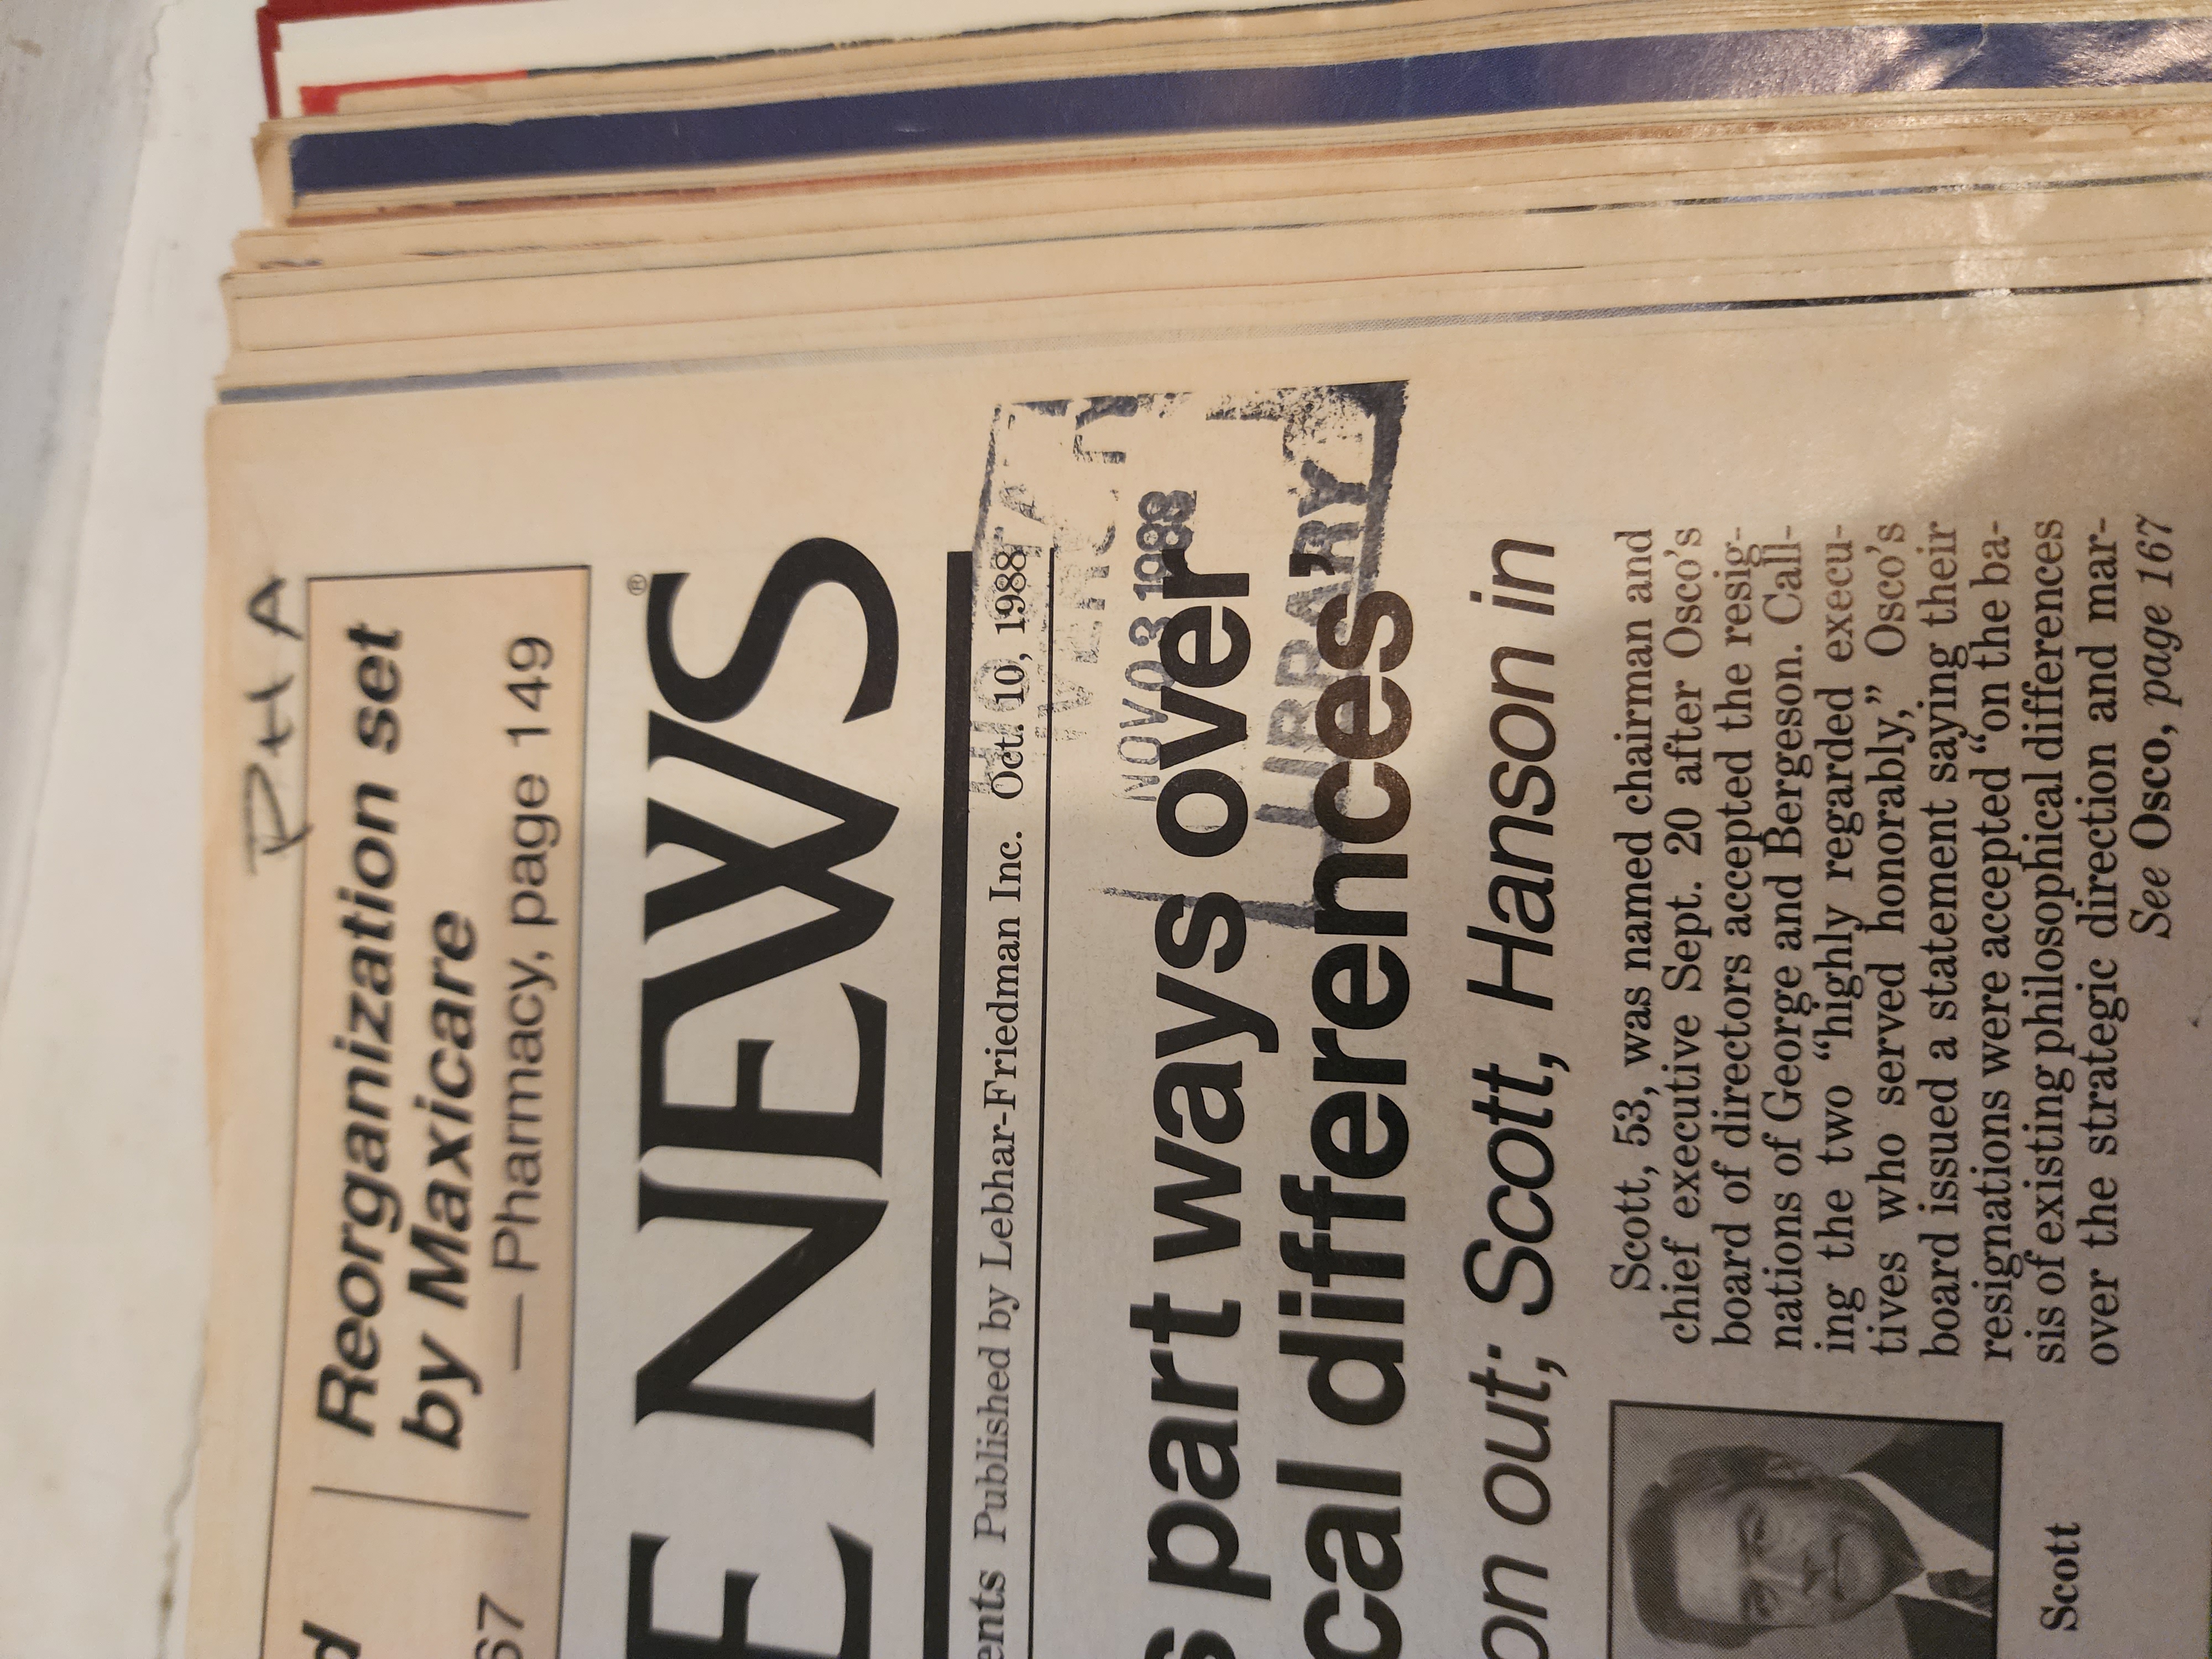 PHA
Reorganization set
by Maxicare
— Pharmacy, page 149
67
E NEWS®
ents Published by Lebhar-Friedman Inc. Oct. 10, 1988
NOV 03 1988
LIBRARY
s part ways over
cal differences’
on out; Scott, Hanson in
Scott, 53, was named chairman and
chief executive Sept. 20 after Osco’s
board of directors accepted the resig-
nations of George and Bergeson. Call-
ing the two “highly regarded execu-
tives who served honorably,” Osco’s
board issued a statement saying their
resignations were accepted “on the ba-
sis of existing philosophical differences
over the strategic direction and mar-
See Osco, page 167
Scott